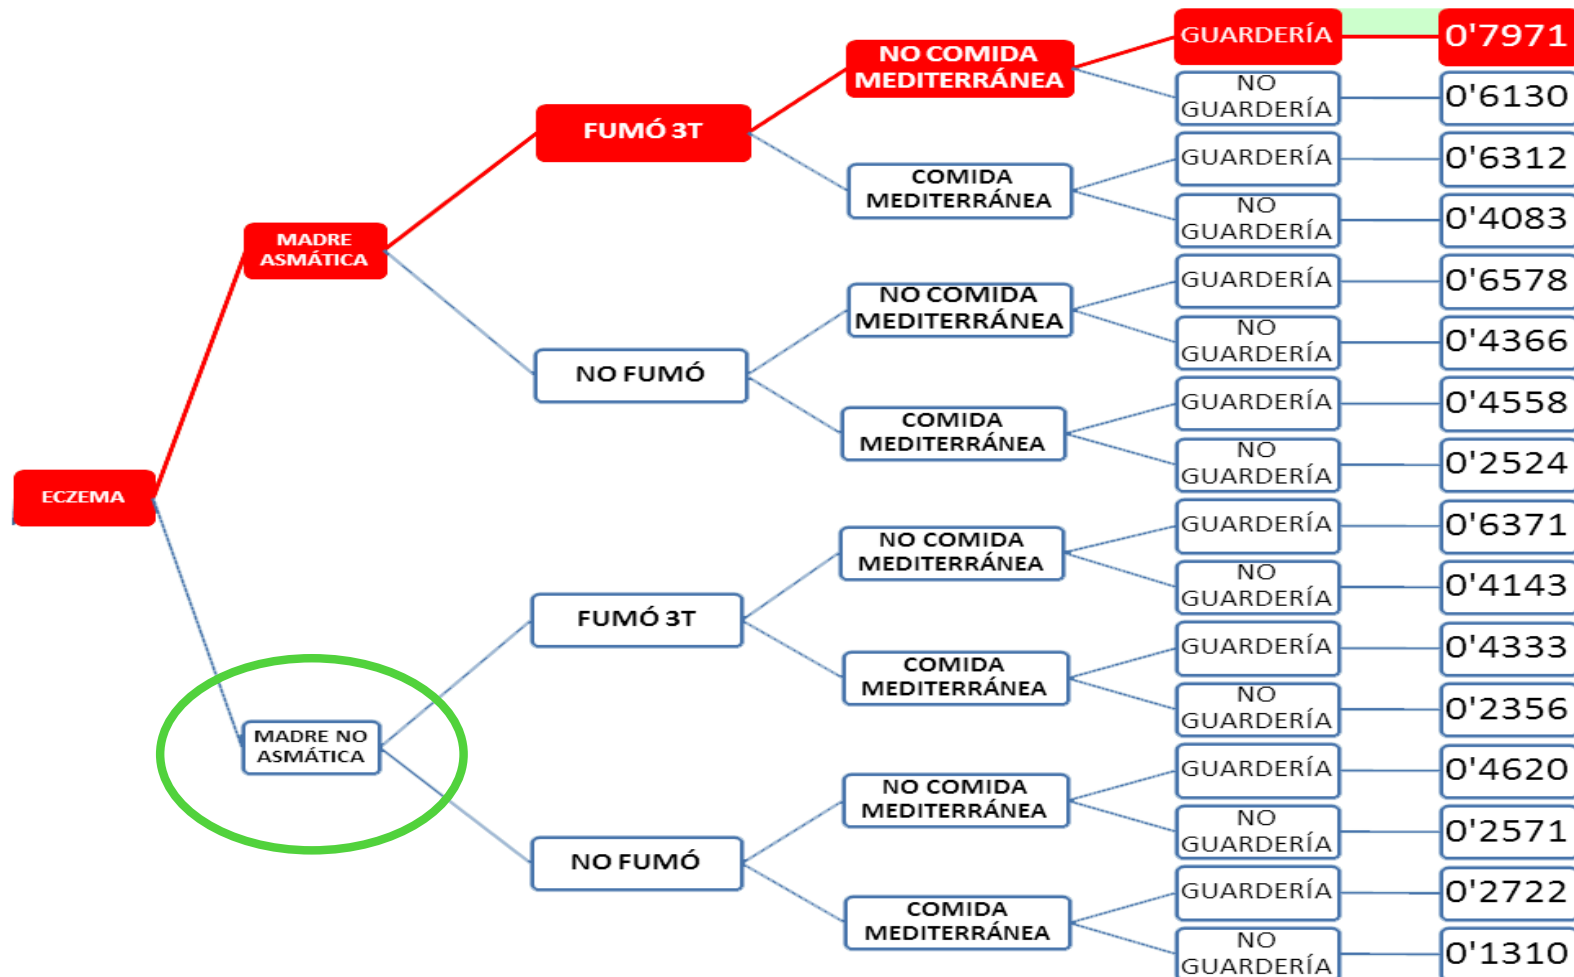 GUARDERÍA
0'7971
NO COMIDA
MEDITERRÁNEA
NO
GUARDERÍA
0'6130
FUMÓ 3T
GUARDERÍA
0'6312
COMIDA
MEDITERRÁNEA
NO
GUARDERÍA
0'4083
MADRE
ASMÁTICA
GUARDERÍA
0'6578
NO COMIDA
MEDITERRÁNEA
NO
GUARDERÍA
0'4366
NO FUMÓ
GUARDERÍA
0'4558
COMIDA
MEDITERRÁNEA
NO
GUARDERÍA
0'2524
ECZEMA
GUARDERÍA
0'6371
NO COMIDA
MEDITERRÁNEA
NO
GUARDERÍA
0'4143
FUMÓ 3T
GUARDERÍA
0'4333
COMIDA
MEDITERRÁNEA
NO
GUARDERÍA
0'2356
MADRE NO
ASMÁTICA
GUARDERÍA
0'4620
NO COMIDA
MEDITERRÁNEA
NO
GUARDERÍA
0'2571
NO FUMÓ
GUARDERÍA
0'2722
COMIDA
MEDITERRÁNEA
NO
GUARDERÍA
0'1310